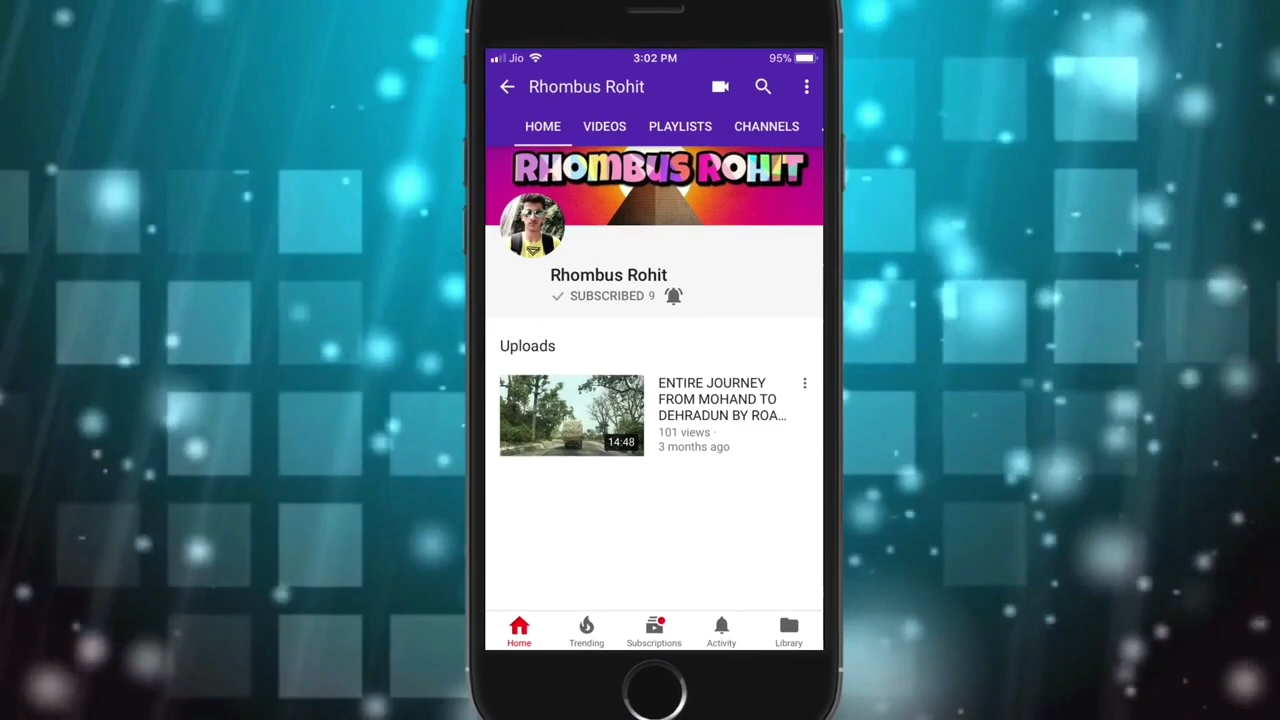 Jio
3:02 PM
95%
Rhombus Rohit
HOME VIDEOS PLAYLISTS CHANNELS
RHOMBUS ROHIT
Rhombus Rohit
SUBSCRIBED 9
Uploads
ENTIRE JOURNEY
FROM MOHAND TO
DEHRADUN BY ROA...
14:48
101 views ·
3 months ago
Home Trending Subscriptions Activity Library